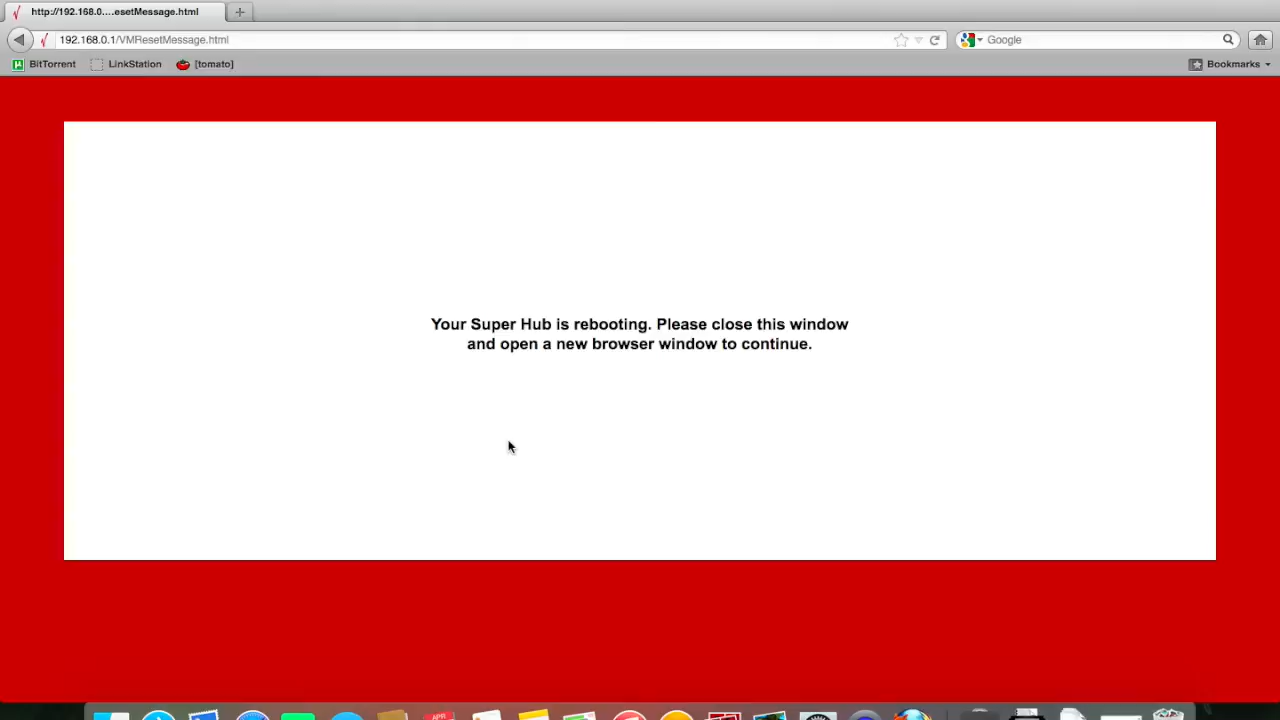 http://192.168.0....esetMessage.html
192.168.0.1/VMResetMessage.html
Google
BitTorrent
LinkStation
[tomato]
Bookmarks
Your Super Hub is rebooting. Please close this window
and open a new browser window to continue.
APR